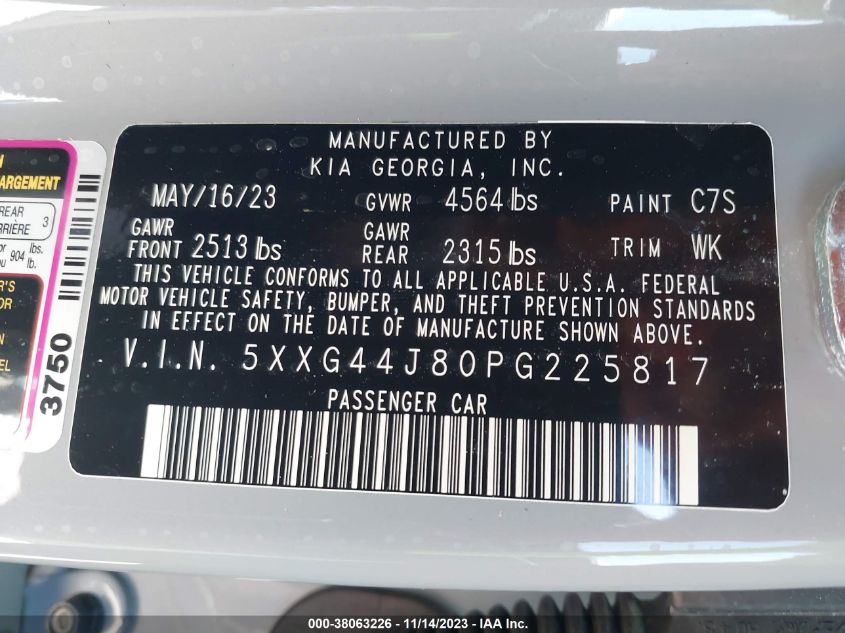 MANUFACTURED BY
KIA GEORGIA, INC.
MAY/16/23 GVWR 4564 lbs PAINT C7S
GAWR FRONT 2513 lbs GAWR REAR 2315 lbs TRIM WK
THIS VEHICLE CONFORMS TO ALL APPLICABLE U.S.A. FEDERAL
MOTOR VEHICLE SAFETY, BUMPER, AND THEFT PREVENTION STANDARDS
IN EFFECT ON THE DATE OF MANUFACTURE SHOWN ABOVE.
V.I.N. 5XXG44J80PG225817
PASSENGER CAR
ARGEMENT
REAR
3
904 lbs.
lb.
3750
000-38063226 - 11/14/2023 - IAA Inc.